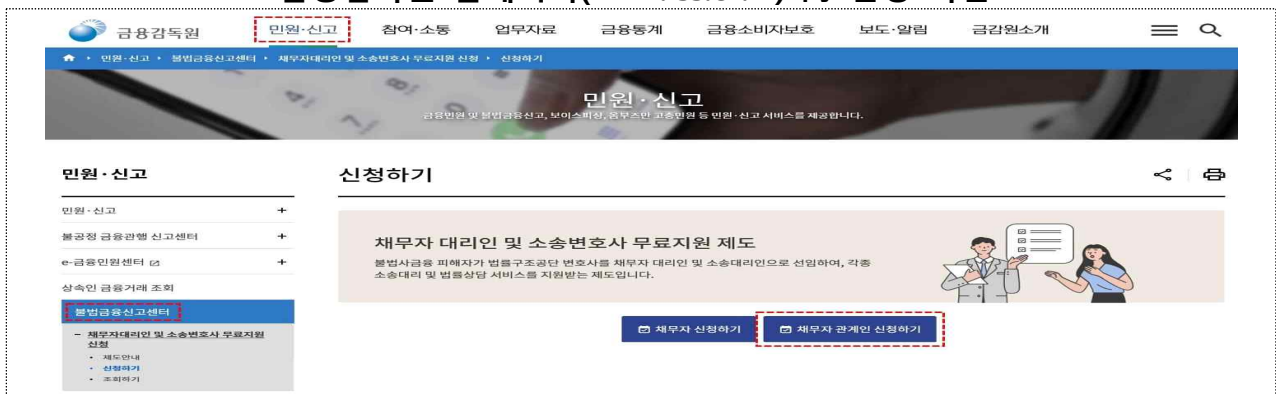 금융감독원
민원·신고 참여·소통 업무자료 금융통계 금융소비자보호 보도·알림 금감원소개
민원·신고 불법금융신고센터 채무자대리인 및 소송변호사 무료지원 신청 신청하기
민원·신고
금융민원 및 불법금융신고, 보이스피싱, 옴부즈만 고충민원 등 민원·신고 서비스를 제공합니다.
민원·신고
신청하기
민원·신고
불공정 금융관행 신고센터
e-금융민원센터
상속인 금융거래 조회
불법금융신고센터
채무자대리인 및 소송변호사 무료지원
신청
제도안내
신청하기
조회하기
채무자 대리인 및 소송변호사 무료지원 제도
불법사금융 피해자가 법률구조공단 변호사를 채무자 대리인 및 소송대리인으로 선임하여, 각종
소송대리 및 법률상담 서비스를 지원받는 제도입니다.
채무자 신청하기 채무자 관계인 신청하기